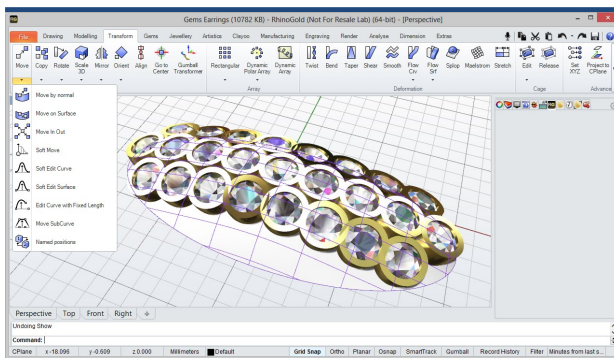 RG
Gems Earrings (10782 KB) - RhinoGold (Not For Resale Lab) (64-bit) - [Perspective]
File Drawing Modelling Transform Gems Jewellery Artistics Clayoo Manufacturing Engraving Render Analyse Dimension Extras
Move Copy Rotate Scale 3D Mirror Orient Align Go to Center Gumball Transformer Rectangular Dynamic Polar Array Dynamic Array Twist Bend Taper Shear Smooth Flow Crv Flow Srf Splop Maelstrom Stretch Edit Release Set XYZ Project to CPlane
Array Deformation Cage Advance
Move by normal
Move on Surface
Move In Out
Soft Move
Soft Edit Curve
Soft Edit Surface
Edit Curve with Fixed Length
Move SubCurve
Named positions
Perspective Top Front Right
Undoing Show
Command:
CPlane x -18.096 y -0.609 z 0.000 Millimeters Default Grid Snap Ortho Planar Osnap SmartTrack Gumball Record History Filter Minutes from last s...